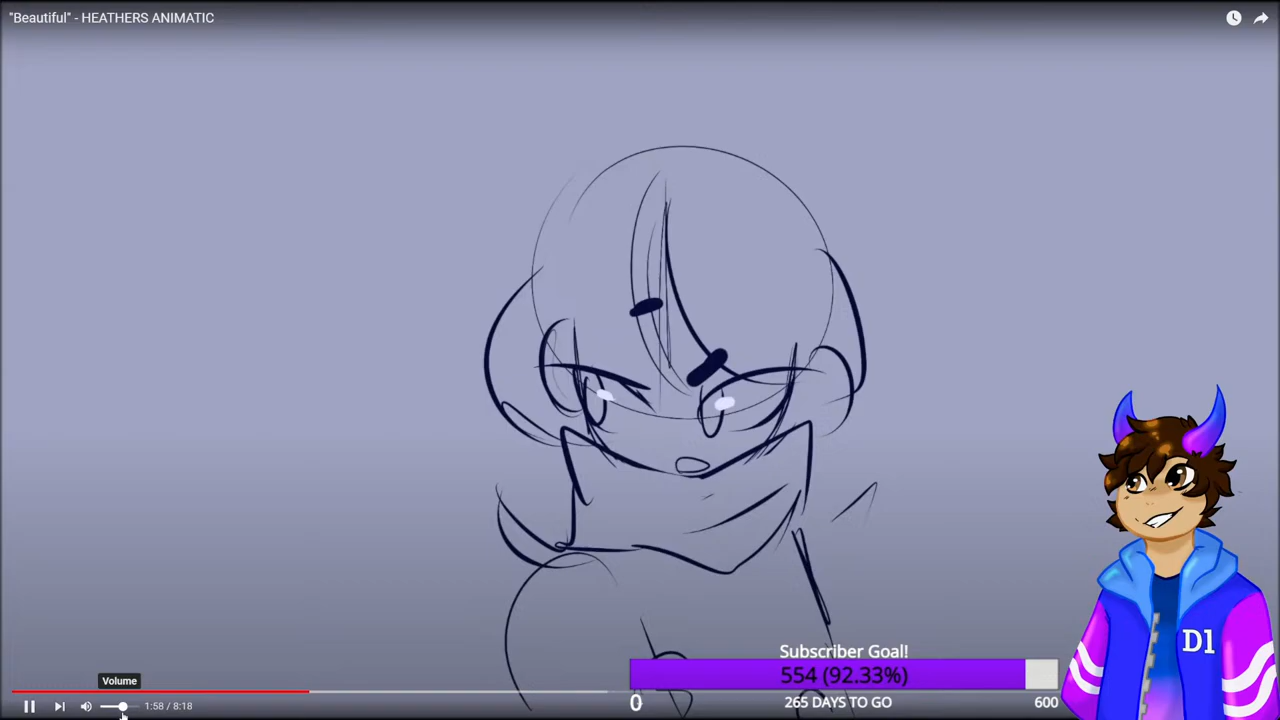 "Beautiful" - HEATHERS ANIMATIC
D1
Subscriber Goal!
554 (92.33%)
Volume
0
265 DAYS TO GO
600
1:58 / 8:18